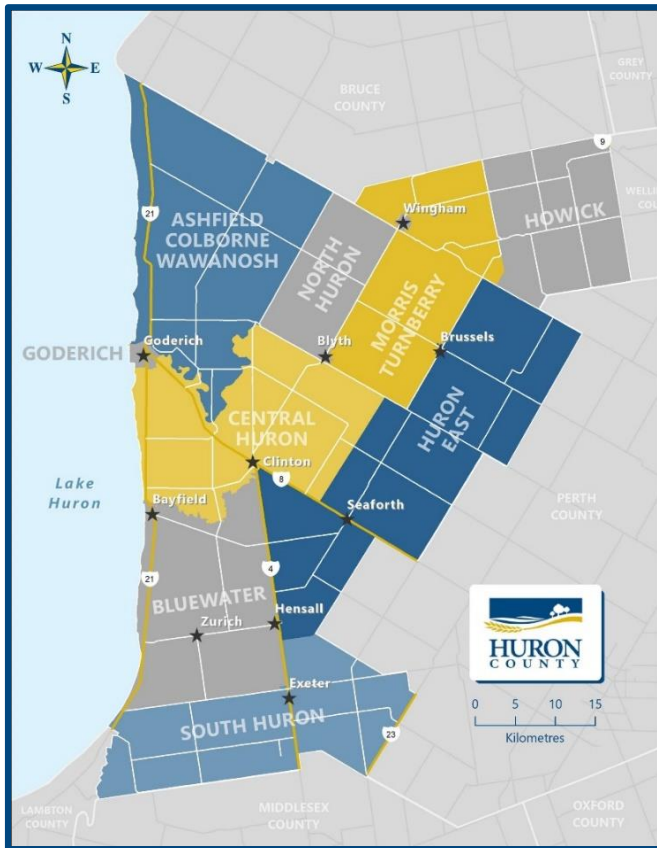 N
W E
S
BRUCE
COUNTY
GREY
COUNTY
9
Wingham
HOWICK
21
ASHFIELD
COLBORNE
WAWANOSH
NORTH
HURON
MORRIS
TURNBERRY
Goderich
GODERICH
Blyth
Brussels
CENTRAL
HURON
HURON
EAST
Clinton
8
Lake
Huron
Bayfield
Seaforth
PERTH
COUNTY
21
4
BLUEWATER
Hensall
Zurich
HURON
COUNTY
Exeter
SOUTH HURON
23
0 5 10 15
Kilometres
LAMBTON
COUNTY
MIDDLESEX
COUNTY
OXFORD
COUNTY